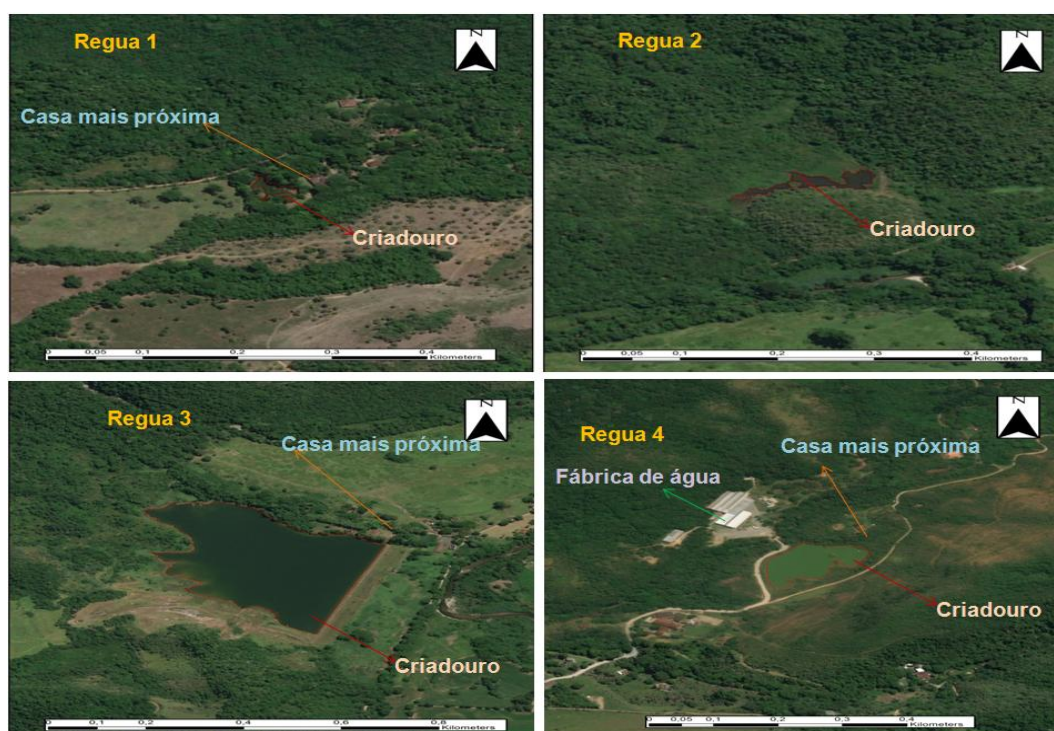 Regua 1
N
Casa mais próxima
Criadouro
0 0,05 0,1 0,2 0,3 0,4
Kilometers
Regua 2
N
Criadouro
0 0,05 0,1 0,2 0,3 0,4
Kilometers
Regua 3
N
Casa mais próxima
Criadouro
0 0,1 0,2 0,4 0,6 0,8
Kilometers
Regua 4
N
Casa mais próxima
Fábrica de água
Criadouro
0 0,05 0,1 0,2 0,3 0,4
Kilometers